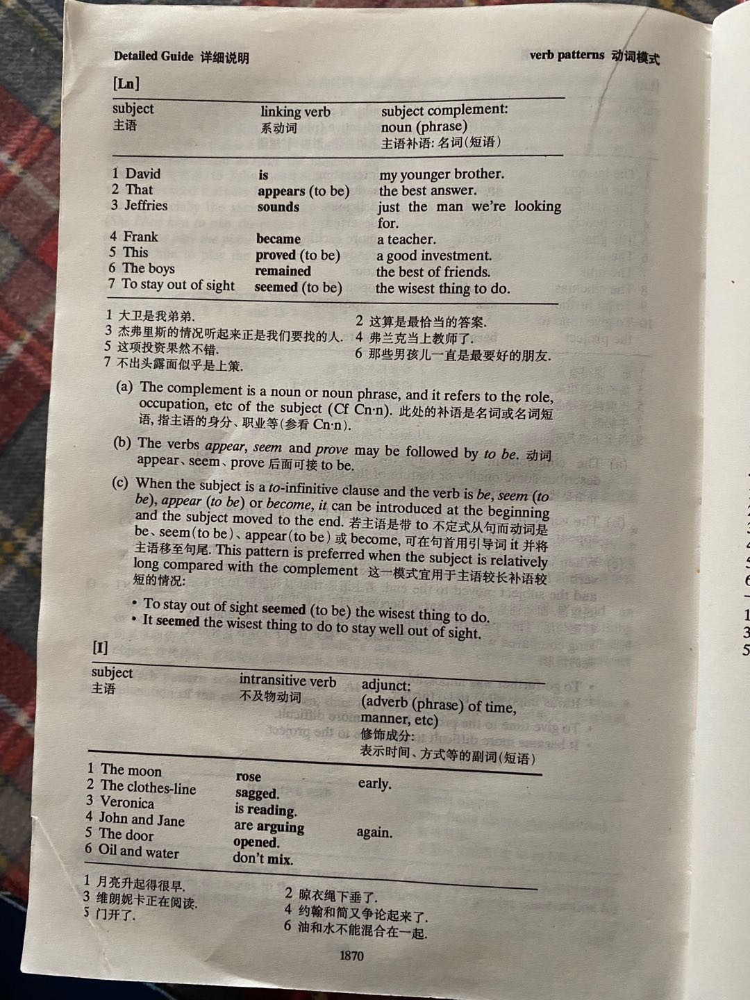 Detailed Guide 详细说明
verb patterns 动词模式
[Ln]
subject linking verb subject complement:
主语 系动词 noun (phrase)
主语补语: 名词(短语)
1 David is my younger brother.
2 That appears (to be) the best answer.
3 Jeffries sounds just the man we're looking
for.
4 Frank became a teacher.
5 This proved (to be) a good investment.
6 The boys remained the best of friends.
7 To stay out of sight seemed (to be) the wisest thing to do.
1 大卫是我弟弟. 2 这算是最恰当的答案.
3 杰弗里斯的情况听起来正是我们要找的人. 4 弗兰克当上教师了.
5 这项投资果然不错. 6 那些男孩儿一直是最要好的朋友.
7 不出头露面似乎是上策.
(a) The complement is a noun or noun phrase, and it refers to the role,
occupation, etc of the subject (Cf Cn·n). 此处的补语是名词或名词短
语, 指主语的身分、职业等(参看 Cn·n).
(b) The verbs appear, seem and prove may be followed by to be. 动词
appear、seem、prove 后面可接 to be.
(c) When the subject is a to-infinitive clause and the verb is be, seem (to
be), appear (to be) or become, it can be introduced at the beginning
and the subject moved to the end. 若主语是带 to 不定式从句而动词是
be、seem(to be)、appear(to be) 或 become, 可在句首用引导词 it 并将
主语移至句尾. This pattern is preferred when the subject is relatively
long compared with the complement 这一模式宜用于主语较长补语较
短的情况:
• To stay out of sight seemed (to be) the wisest thing to do.
• It seemed the wisest thing to do to stay well out of sight.
[I]
subject intransitive verb adjunct:
主语 不及物动词 (adverb (phrase) of time,
manner, etc)
修饰成分:
表示时间、方式等的副词(短语)
1 The moon rose early.
2 The clothes-line sagged.
3 Veronica is reading.
4 John and Jane are arguing again.
5 The door opened.
6 Oil and water don't mix.
1 月亮升起得很早. 2 晾衣绳下垂了.
3 维朗妮卡正在阅读. 4 约翰和简又争论起来了.
5 门开了. 6 油和水不能混合在一起.
1870